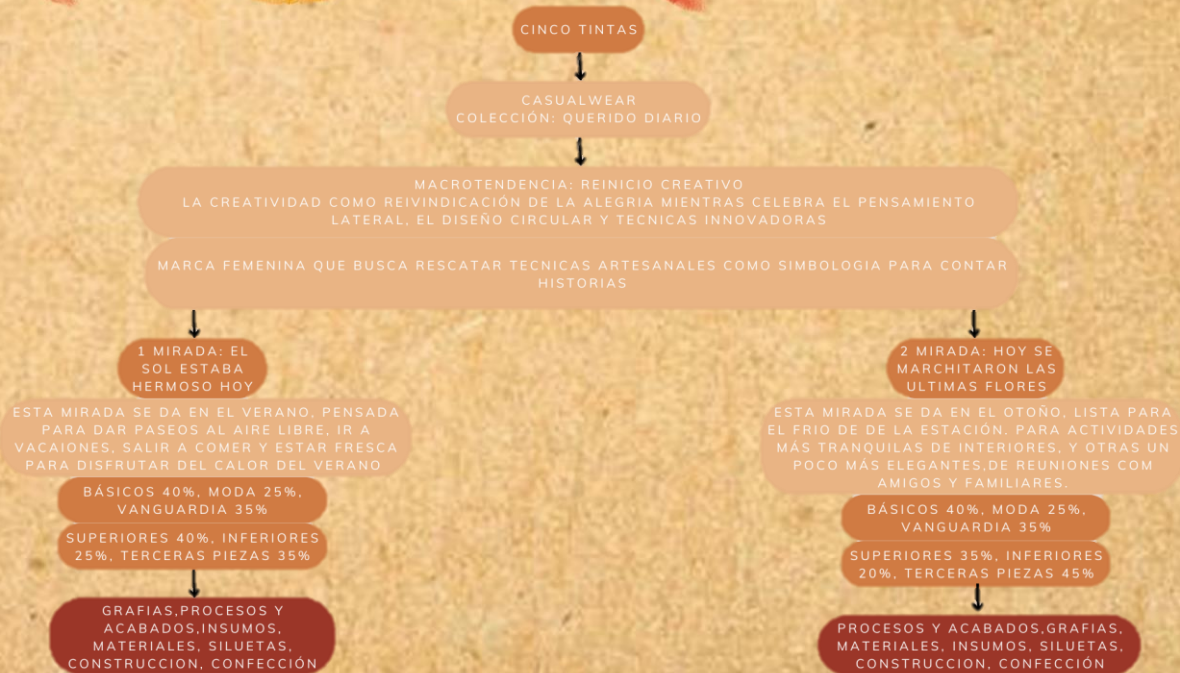 CINCO TINTAS
CASUALWEAR
COLECCIÓN: QUERIDO DIARIO
MACROTENDENCIA: REINICIO CREATIVO
LA CREATIVIDAD COMO REIVINDICACIÓN DE LA ALEGRIA MIENTRAS CELEBRA EL PENSAMIENTO
LATERAL, EL DISEÑO CIRCULAR Y TECNICAS INNOVADORAS
MARCA FEMENINA QUE BUSCA RESCATAR TECNICAS ARTESANALES COMO SIMBOLOGIA PARA CONTAR
HISTORIAS
1 MIRADA: EL
SOL ESTABA
HERMOSO HOY
ESTA MIRADA SE DA EN EL VERANO, PENSADA
PARA DAR PASEOS AL AIRE LIBRE, IR A
VACAIONES, SALIR A COMER Y ESTAR FRESCA
PARA DISFRUTAR DEL CALOR DEL VERANO
BÁSICOS 40%, MODA 25%,
VANGUARDIA 35%
SUPERIORES 40%, INFERIORES
25%, TERCERAS PIEZAS 35%
GRAFIAS,PROCESOS Y
ACABADOS,INSUMOS,
MATERIALES, SILUETAS,
CONSTRUCCION, CONFECCIÓN
2 MIRADA: HOY SE
MARCHITARON LAS
ULTIMAS FLORES
ESTA MIRADA SE DA EN EL OTOÑO, LISTA PARA
EL FRIO DE DE LA ESTACIÓN. PARA ACTIVIDADES
MÁS TRANQUILAS DE INTERIORES, Y OTRAS UN
POCO MÁS ELEGANTES,DE REUNIONES COM
AMIGOS Y FAMILIARES.
BÁSICOS 40%, MODA 25%,
VANGUARDIA 35%
SUPERIORES 35%, INFERIORES
20%, TERCERAS PIEZAS 45%
PROCESOS Y ACABADOS,GRAFIAS,
MATERIALES, INSUMOS, SILUETAS,
CONSTRUCCION, CONFECCIÓN